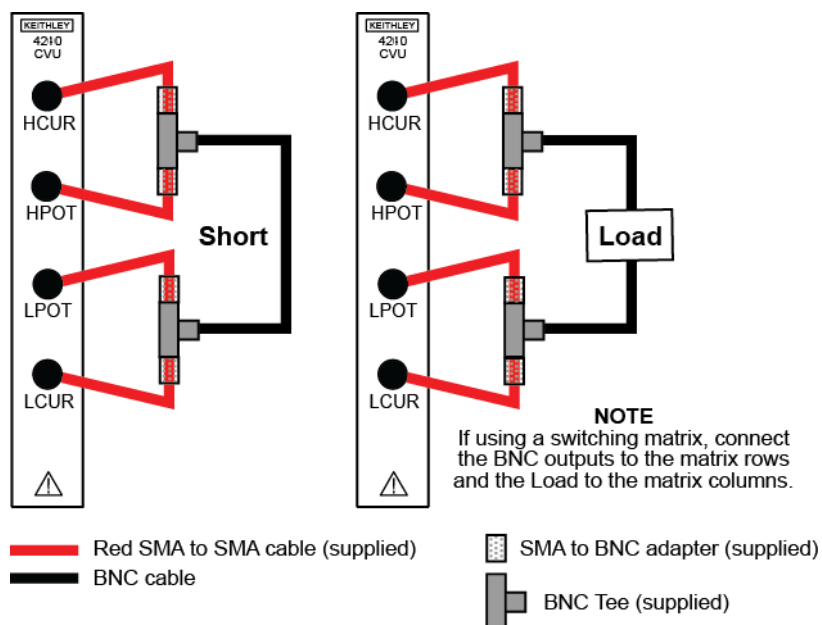 KEITHLEY
4210
CVU
HCUR
HPOT
LPOT
LCUR
Short
KEITHLEY
4210
CVU
HCUR
HPOT
LPOT
LCUR
Load
NOTE
If using a switching matrix, connect
the BNC outputs to the matrix rows
and the Load to the matrix columns.
Red SMA to SMA cable (supplied)
BNC cable
SMA to BNC adapter (supplied)
BNC Tee (supplied)